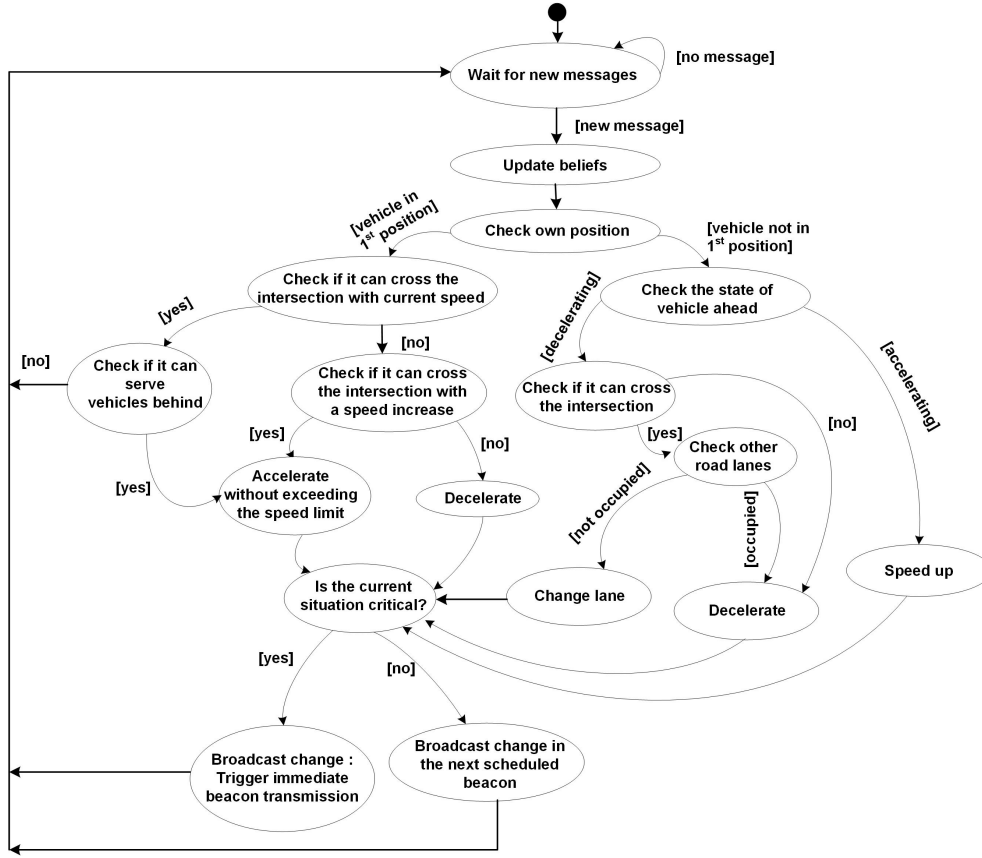 [no message]
Wait for new messages
[new message]
Update beliefs
[vehicle in
1st position]
Check own position
[vehicle not in
1st position]
Check if it can cross the
intersection with current speed
Check the state of
vehicle ahead
[yes]
[decelerating]
[no]
[no]
[accelerating]
Check if it can
serve
vehicles behind
Check if it can cross
the intersection with
a speed increase
Check if it can cross
the intersection
[no]
[yes]
[no]
[yes]
Check other
road lanes
[yes]
Accelerate
without exceeding
the speed limit
Decelerate
[not occupied]
[occupied]
Is the current
situation critical?
Change lane
Decelerate
Speed up
[yes]
[no]
Broadcast change :
Trigger immediate
beacon transmission
Broadcast change in
the next scheduled
beacon